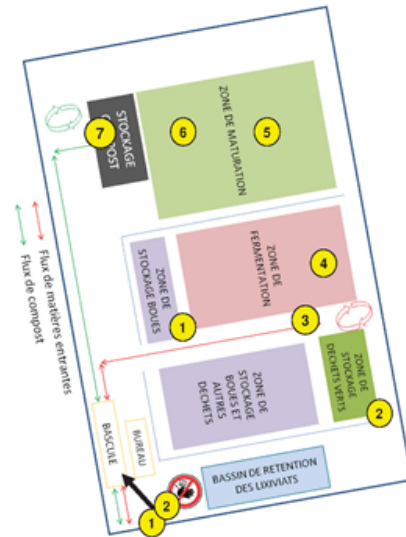 7
STOCKAGE
6
5
ZONE DE MATURATION
Flux de matières entrantes
Flux de compost
ZONE DE
STOCKAGE BOUES
ZONE DE
FERMENTATION
4
1
3
ZONE DE
STOCKAGE
BOUES ET
AUTRES
DECHETS
ZONE DE
STOCKAGE
DECHETS VERTS
2
BASCULE
BUREAU
BASSIN DE RETENTION
DES LIXIVIATS
2
1